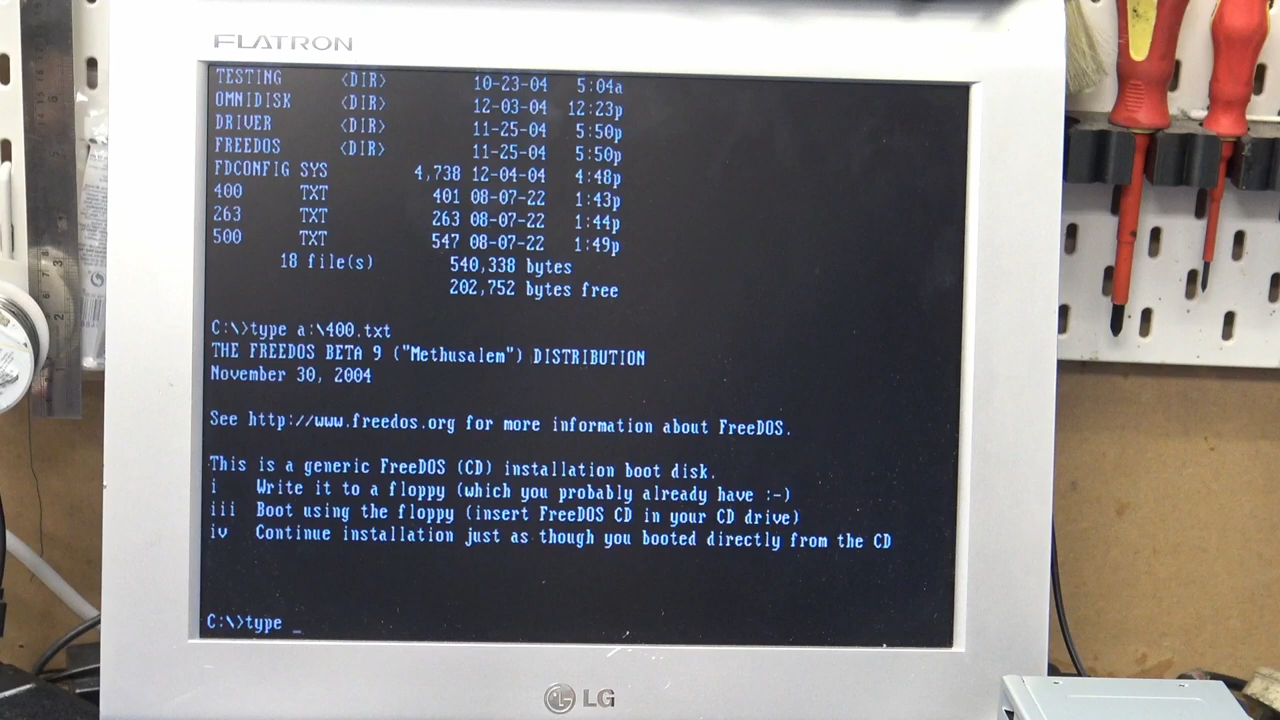 FLATRON
TESTING <DIR> 10-23-04 5:04a
OMNIDISK <DIR> 12-03-04 12:23p
DRIVER <DIR> 11-25-04 5:50p
FREEDOS <DIR> 11-25-04 5:50p
FDCONFIG SYS 4,738 12-04-04 4:48p
400 TXT 401 08-07-22 1:43p
263 TXT 263 08-07-22 1:44p
500 TXT 547 08-07-22 1:49p
18 file(s) 540,338 bytes
202,752 bytes free
C:\>type a:\400.txt
THE FREEDOS BETA 9 ("Methusalem") DISTRIBUTION
November 30, 2004
See http://www.freedos.org for more information about FreeDOS.
This is a generic FreeDOS (CD) installation boot disk.
i Write it to a floppy (which you probably already have :-)
iii Boot using the floppy (insert FreeDOS CD in your CD drive)
iv Continue installation just as though you booted directly from the CD
C:\>type _
LG